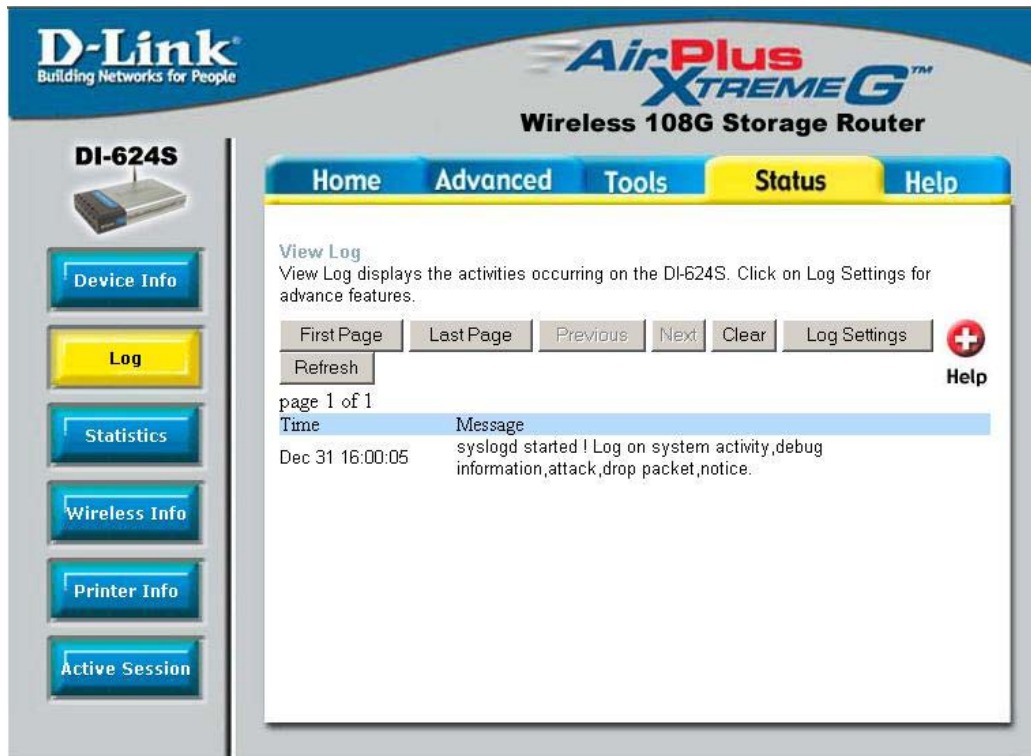 D-Link
Building Networks for People
AirPlus
XTREME G™
Wireless 108G Storage Router
DI-624S
Home
Advanced
Tools
Status
Help
Device Info
Log
Statistics
Wireless Info
Printer Info
Active Session
View Log
View Log displays the activities occurring on the DI-624S. Click on Log Settings for
advance features.
First Page
Last Page
Previous
Next
Clear
Log Settings
Refresh
Help
page 1 of 1
Time Message
Dec 31 16:00:05 syslogd started ! Log on system activity,debug
information,attack,drop packet,notice.